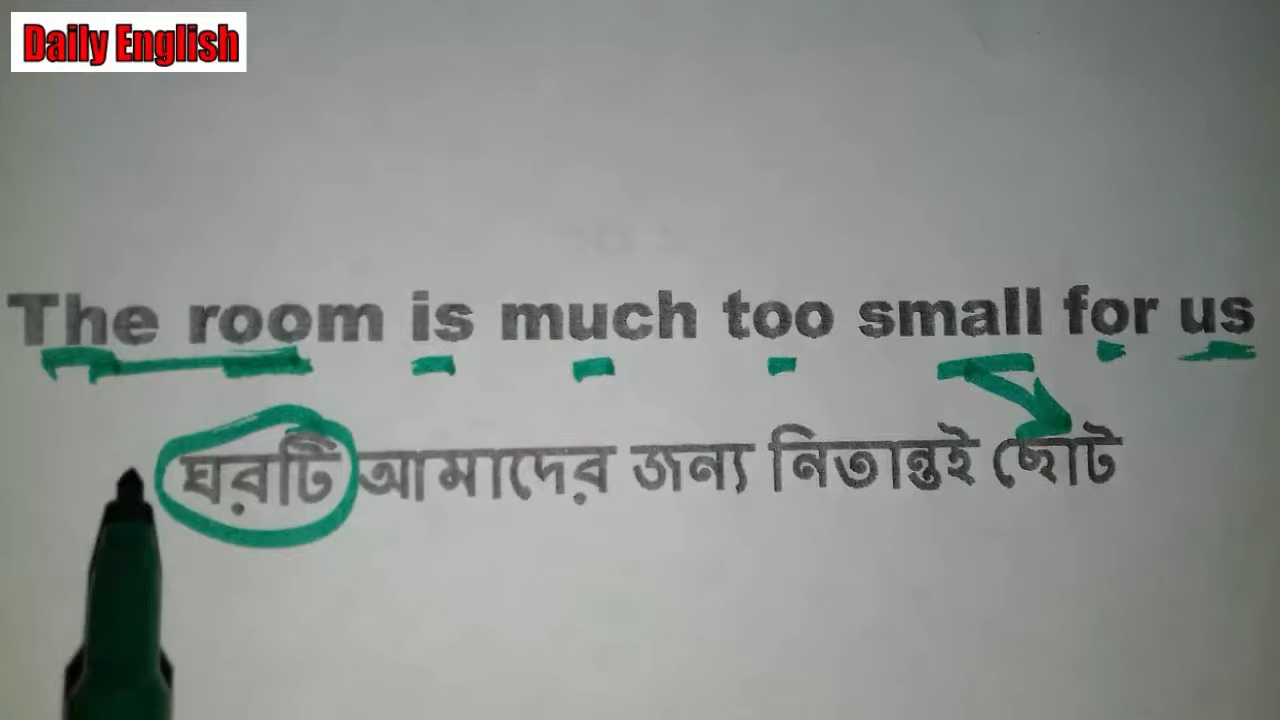 Daily English
The room is much too small for us
ঘরটি আমাদের জন্য নিতান্তই ছোট